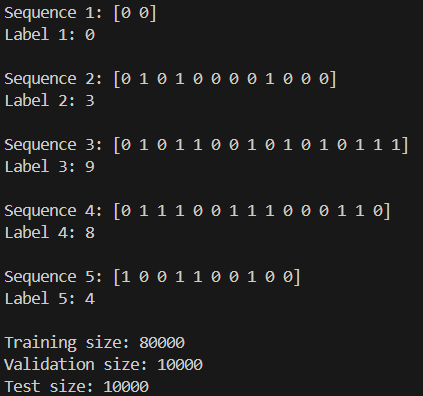 Sequence 1: [0 0]
Label 1: 0
Sequence 2: [0 1 0 1 0 0 0 0 1 0 0 0]
Label 2: 3
Sequence 3: [0 1 0 1 1 0 0 1 0 1 0 1 0 1 1 1]
Label 3: 9
Sequence 4: [0 1 1 1 0 0 1 1 1 0 0 0 1 1 0]
Label 4: 8
Sequence 5: [1 0 0 1 1 0 0 1 0 0]
Label 5: 4
Training size: 80000
Validation size: 10000
Test size: 10000